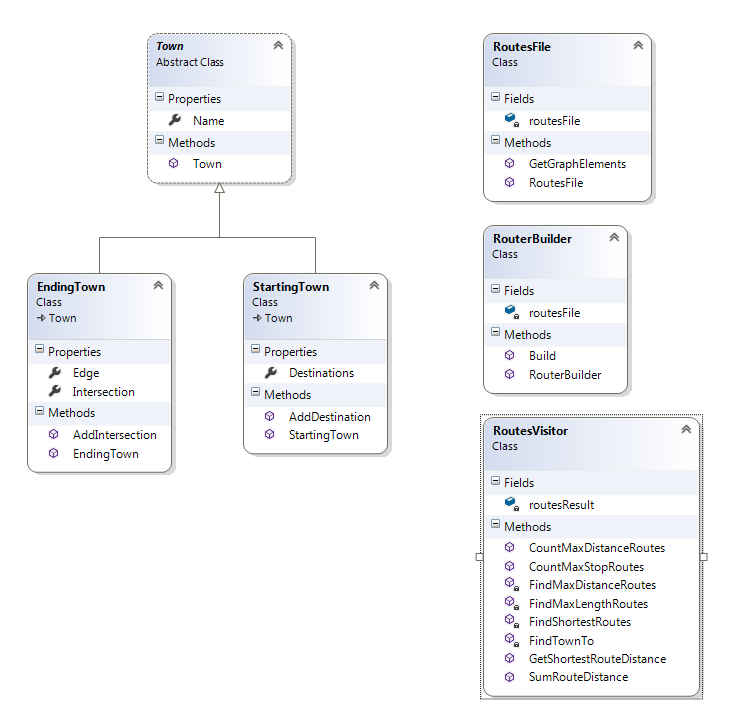 Town
Abstract Class
Properties
Name
Methods
Town
EndingTown
Class
Town
Properties
Edge
Intersection
Methods
AddIntersection
EndingTown
StartingTown
Class
Town
Properties
Destinations
Methods
AddDestination
StartingTown
RoutesFile
Class
Fields
routesFile
Methods
GetGraphElements
RoutesFile
RouterBuilder
Class
Fields
routesFile
Methods
Build
RouterBuilder
RoutesVisitor
Class
Fields
routesResult
Methods
CountMaxDistanceRoutes
CountMaxStopRoutes
FindMaxDistanceRoutes
FindMaxLengthRoutes
FindShortestRoutes
FindTownTo
GetShortestRouteDistance
SumRouteDistance